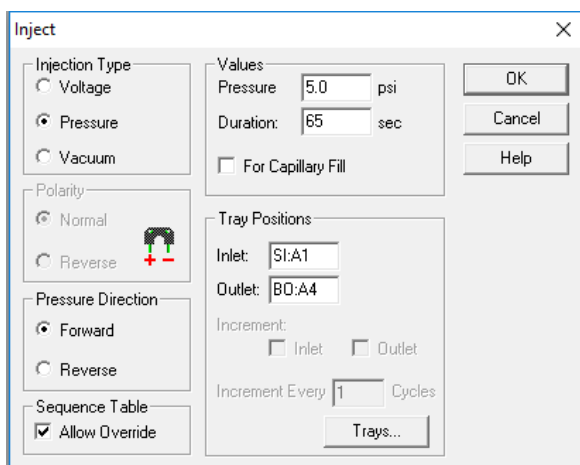 Inject
Injection Type
Voltage
Pressure
Vacuum
Polarity
Normal
Reverse
Pressure Direction
Forward
Reverse
Sequence Table
Allow Override
Values
Pressure 5.0 psi
Duration: 65 sec
For Capillary Fill
Tray Positions
Inlet: SI:A1
Outlet: BO:A4
Increment:
Inlet Outlet
Increment Every 1 Cycles
Trays...
OK
Cancel
Help